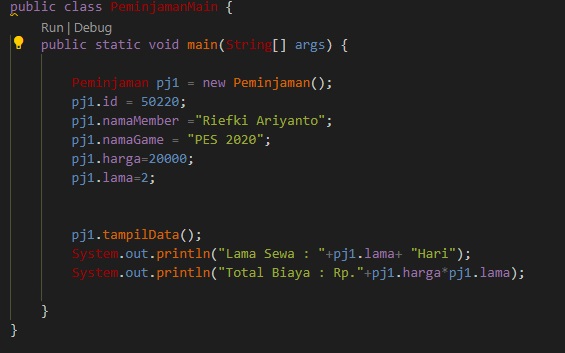 public class PeminjamanMain {
Run | Debug
public static void main(String[] args) {
Peminjaman pj1 = new Peminjaman();
pj1.id = 50220;
pj1.namaMember ="Riefki Ariyanto";
pj1.namaGame = "PES 2020";
pj1.harga=20000;
pj1.lama=2;
pj1.tampilData();
System.out.println("Lama Sewa : "+pj1.lama+ "Hari");
System.out.println("Total Biaya : Rp."+pj1.harga*pj1.lama);
}
}